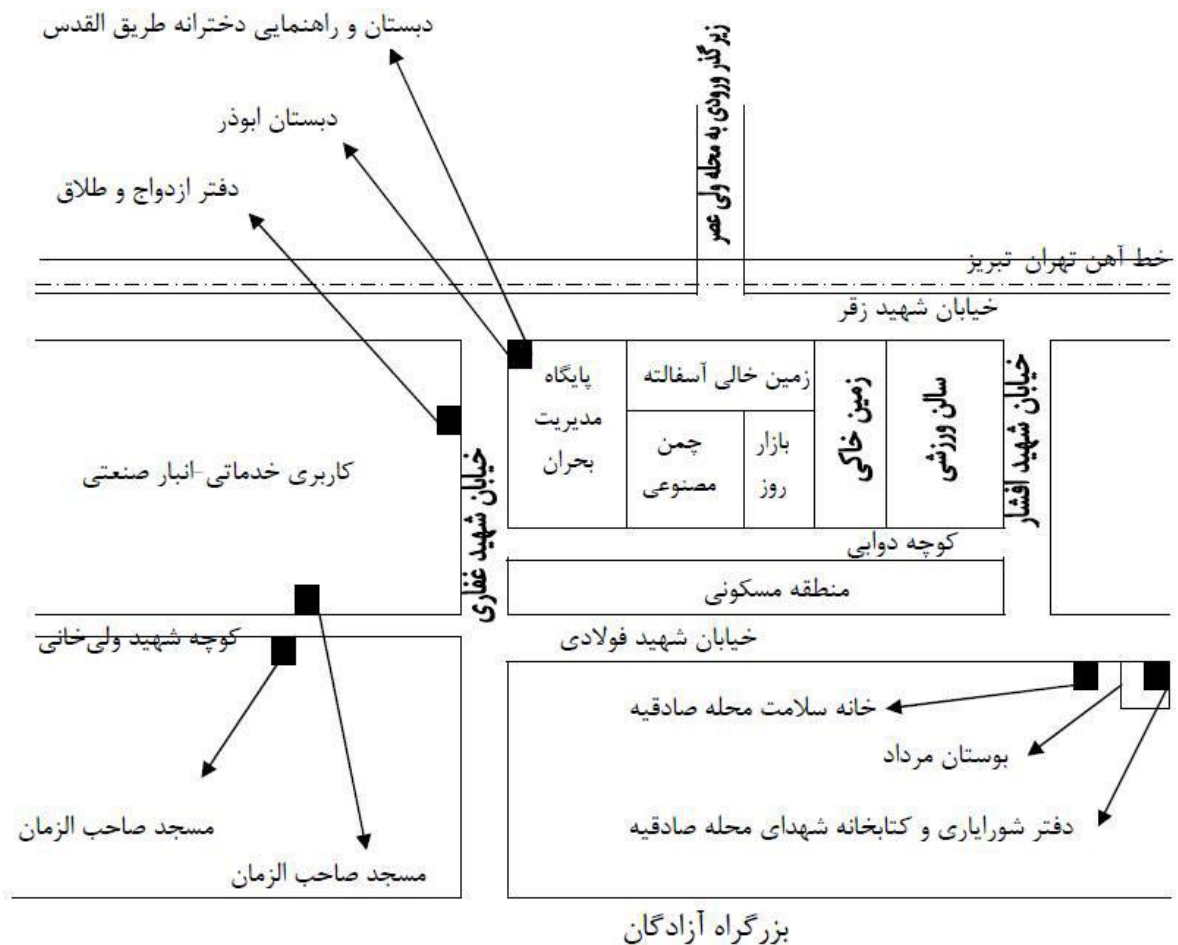 دبستان و راهنمایی دخترانه طریق القدس
زیرگذر ورودی به محله ولی عصر
دبستان ابوذر
دفتر ازدواج و طلاق
خط آهن تهران تبریز
خیابان شهید زقر
خیابان شهید افشار
سالن ورزشی
زمین خاکی
زمین خالی آسفالته
پایگاه
مدیریت
بحران
بازار
روز
چمن
مصنوعی
خیابان شهید غفاری
کاربری خدماتی-انبار صنعتی
کوچه دوابی
منطقه مسکونی
خیابان شهید فولادی
کوچه شهید ولی‌خانی
خانه سلامت محله صادقیه
بوستان مرداد
دفتر شورایاری و کتابخانه شهدای محله صادقیه
مسجد صاحب الزمان
مسجد صاحب الزمان
بزرگراه آزادگان